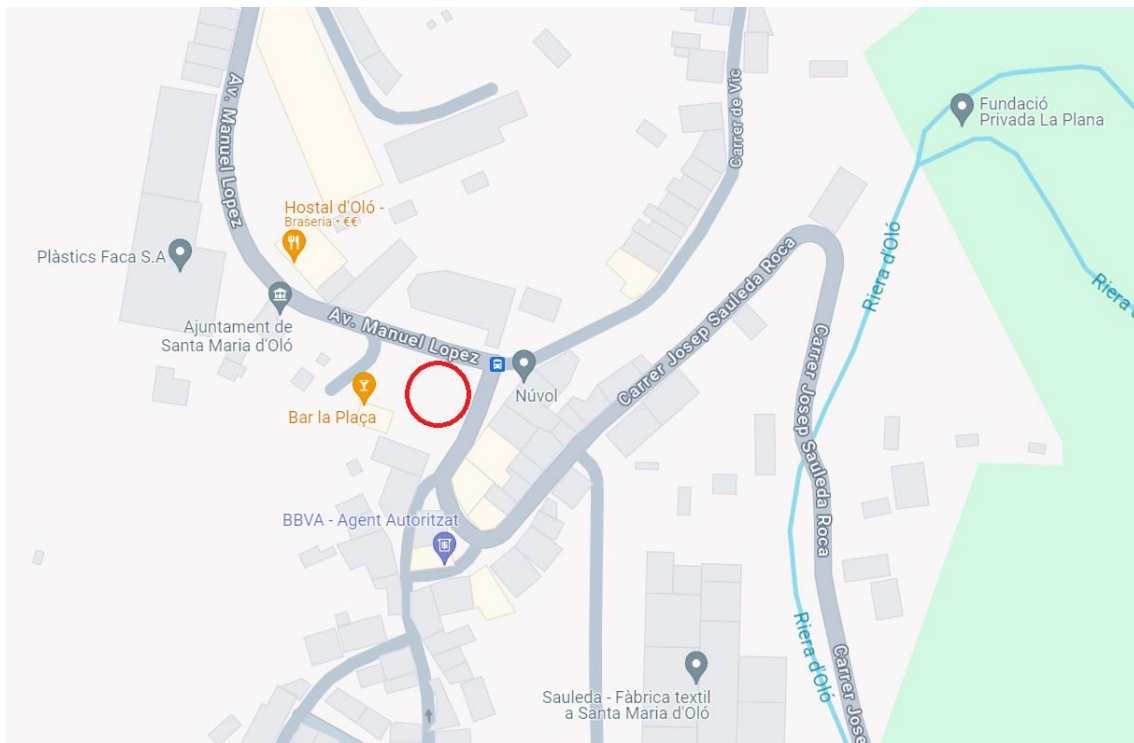 Av. Manuel Lopez
Carrer de Vic
Fundació
Privada La Plana
Hostal d'Oló -
Braseria • €€
Plàstics Faca S.A
Riera d'Oló
Carrer Josep Sauleda Roca
Ajuntament de
Santa Maria d'Oló
Av. Manuel Lopez
Núvol
Bar la Plaça
Carrer Josep Sauleda Roca
BBVA - Agent Autoritzat
Riera d'Oló
Sauleda - Fàbrica textil
a Santa Maria d'Oló
Riera
Carrer Jose